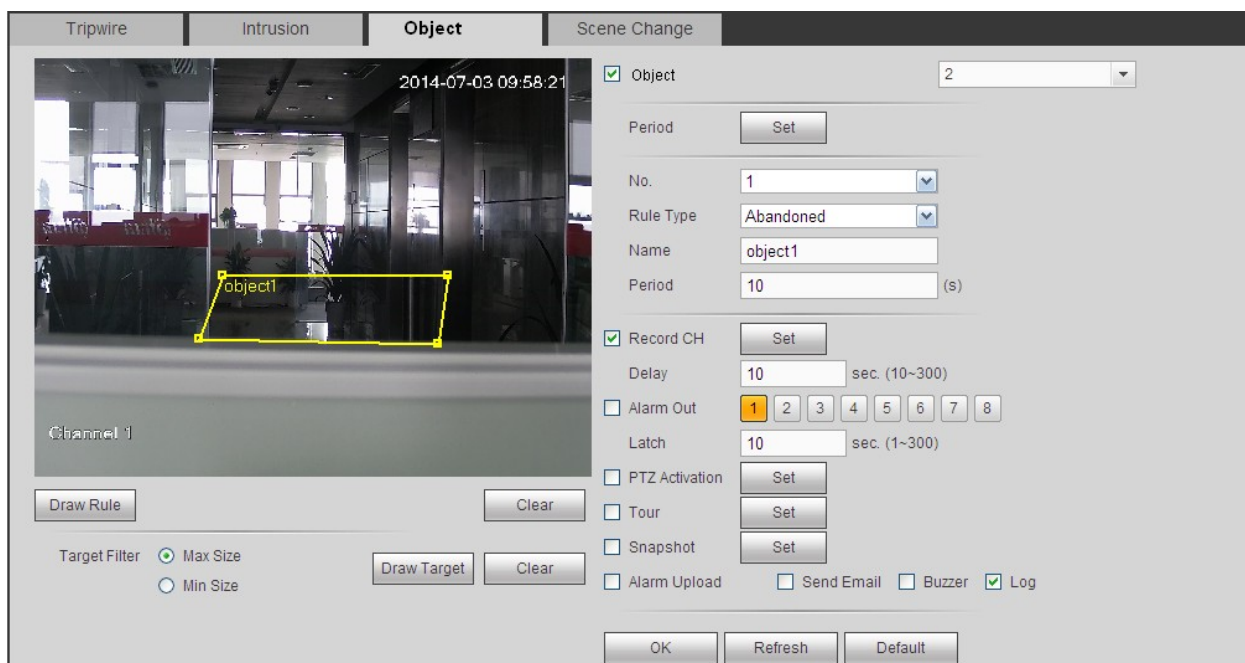 Tripwire
Intrusion
Object
Scene Change
2014-07-03 09:58:21
object1
Channel 1
Draw Rule
Clear
Target Filter
Max Size
Min Size
Draw Target
Clear
Object
2
Period
Set
No.
1
Rule Type
Abandoned
Name
object1
Period
10
(s)
Record CH
Set
Delay
10
sec. (10~300)
Alarm Out
1 2 3 4 5 6 7 8
Latch
10
sec. (1~300)
PTZ Activation
Set
Tour
Set
Snapshot
Set
Alarm Upload
Send Email
Buzzer
Log
OK
Refresh
Default